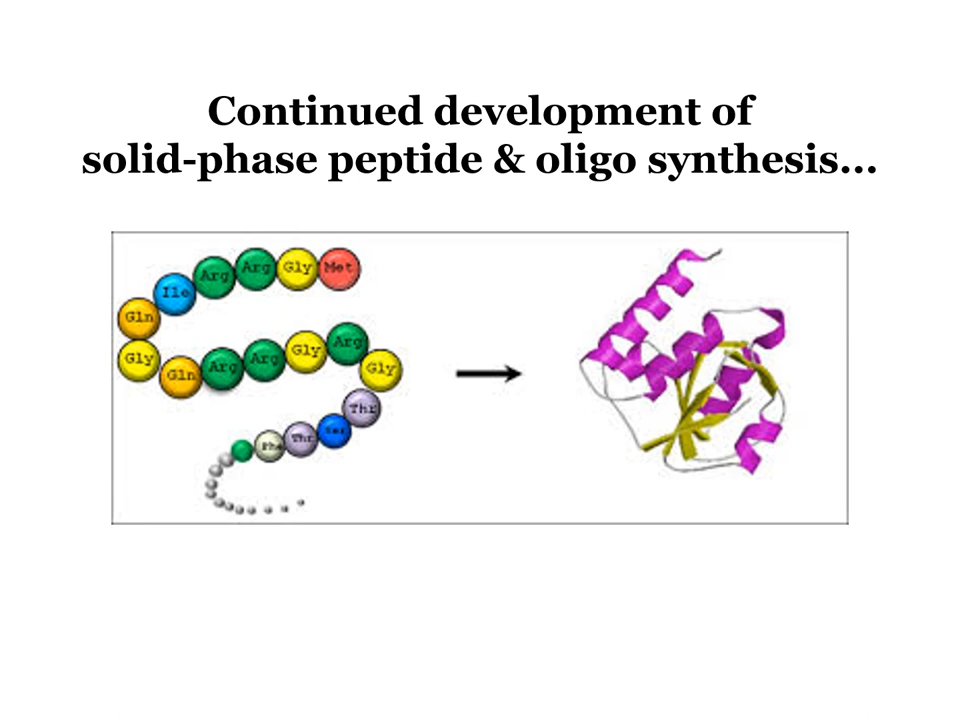 Continued development of
solid-phase peptide & oligo synthesis...
Ile Arg Arg Gly Met
Gln
Gly Gln Arg Arg Gly Arg Gly
Thr
Phe Thr